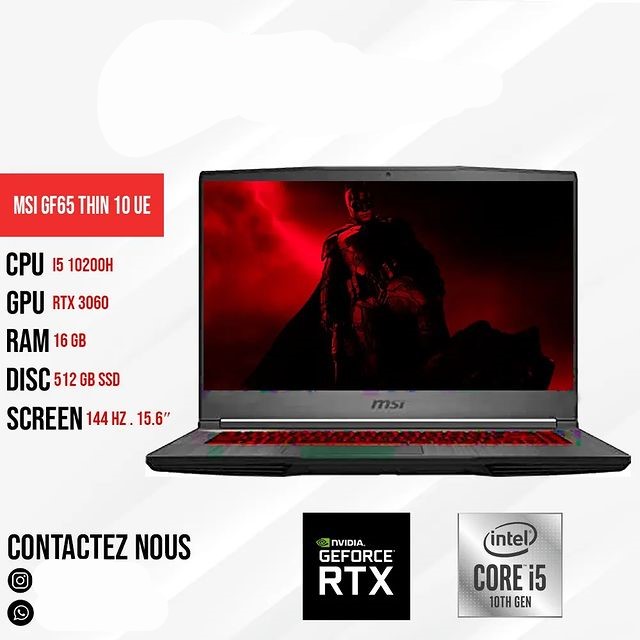 MSI GF65 THIN 10 UE
CPU I5 10200H
GPU RTX 3060
RAM 16 GB
DISC 512 GB SSD
SCREEN 144 HZ . 15.6″
msi
CONTACTEZ NOUS
NVIDIA.
GEFORCE
RTX
intel
CORE i5
10TH GEN